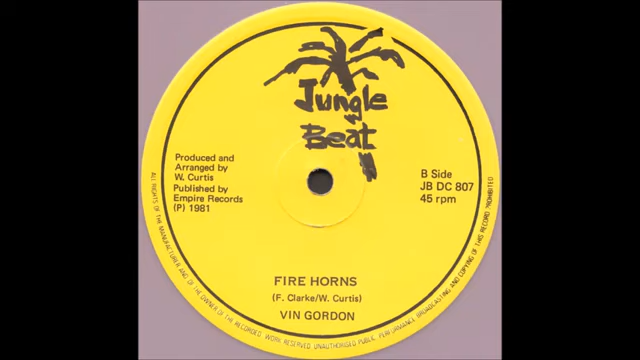 Jungle
Beat
Produced and
Arranged by
W. Curtis
Published by
Empire Records
(P) 1981
B Side
JB DC 807
45 rpm
FIRE HORNS
(F. Clarke/W. Curtis)
VIN GORDON
ALL RIGHTS OF THE MANUFACTURER AND OF THE OWNER OF THE RECORDED WORK RESERVED. UNAUTHORISED PUBLIC PERFORMANCE BROADCASTING AND COPYING OF THIS RECORD PROHIBITED